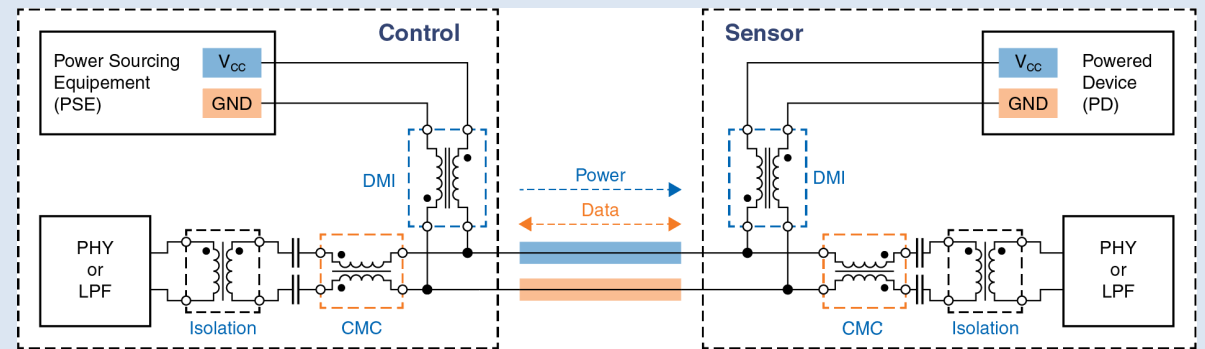 Control
Sensor
Power Sourcing
Equipement
(PSE)
VCC
GND
VCC
GND
Powered
Device
(PD)
DMI
Power
Data
DMI
PHY
or
LPF
Isolation
CMC
CMC
Isolation
PHY
or
LPF